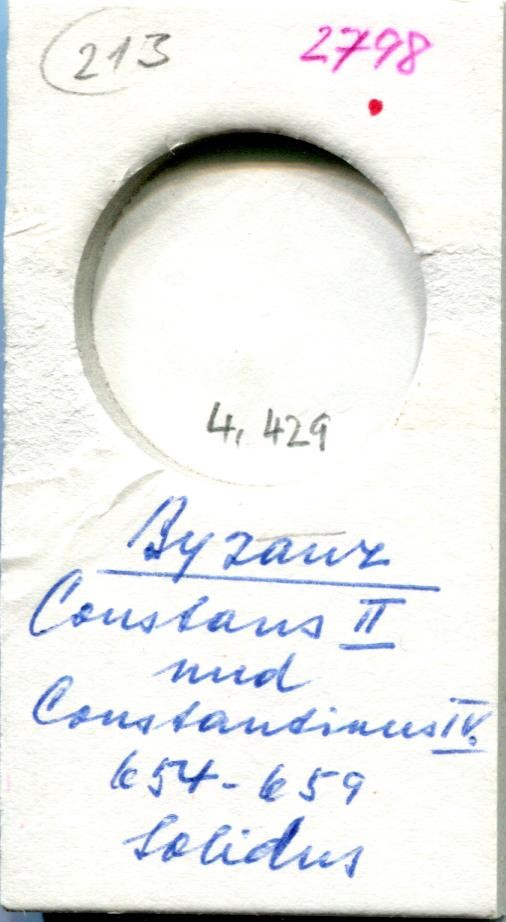 213 2798
4,429
Byzanz
Constans II
und
Constantinus IV.
654-659
Solidus